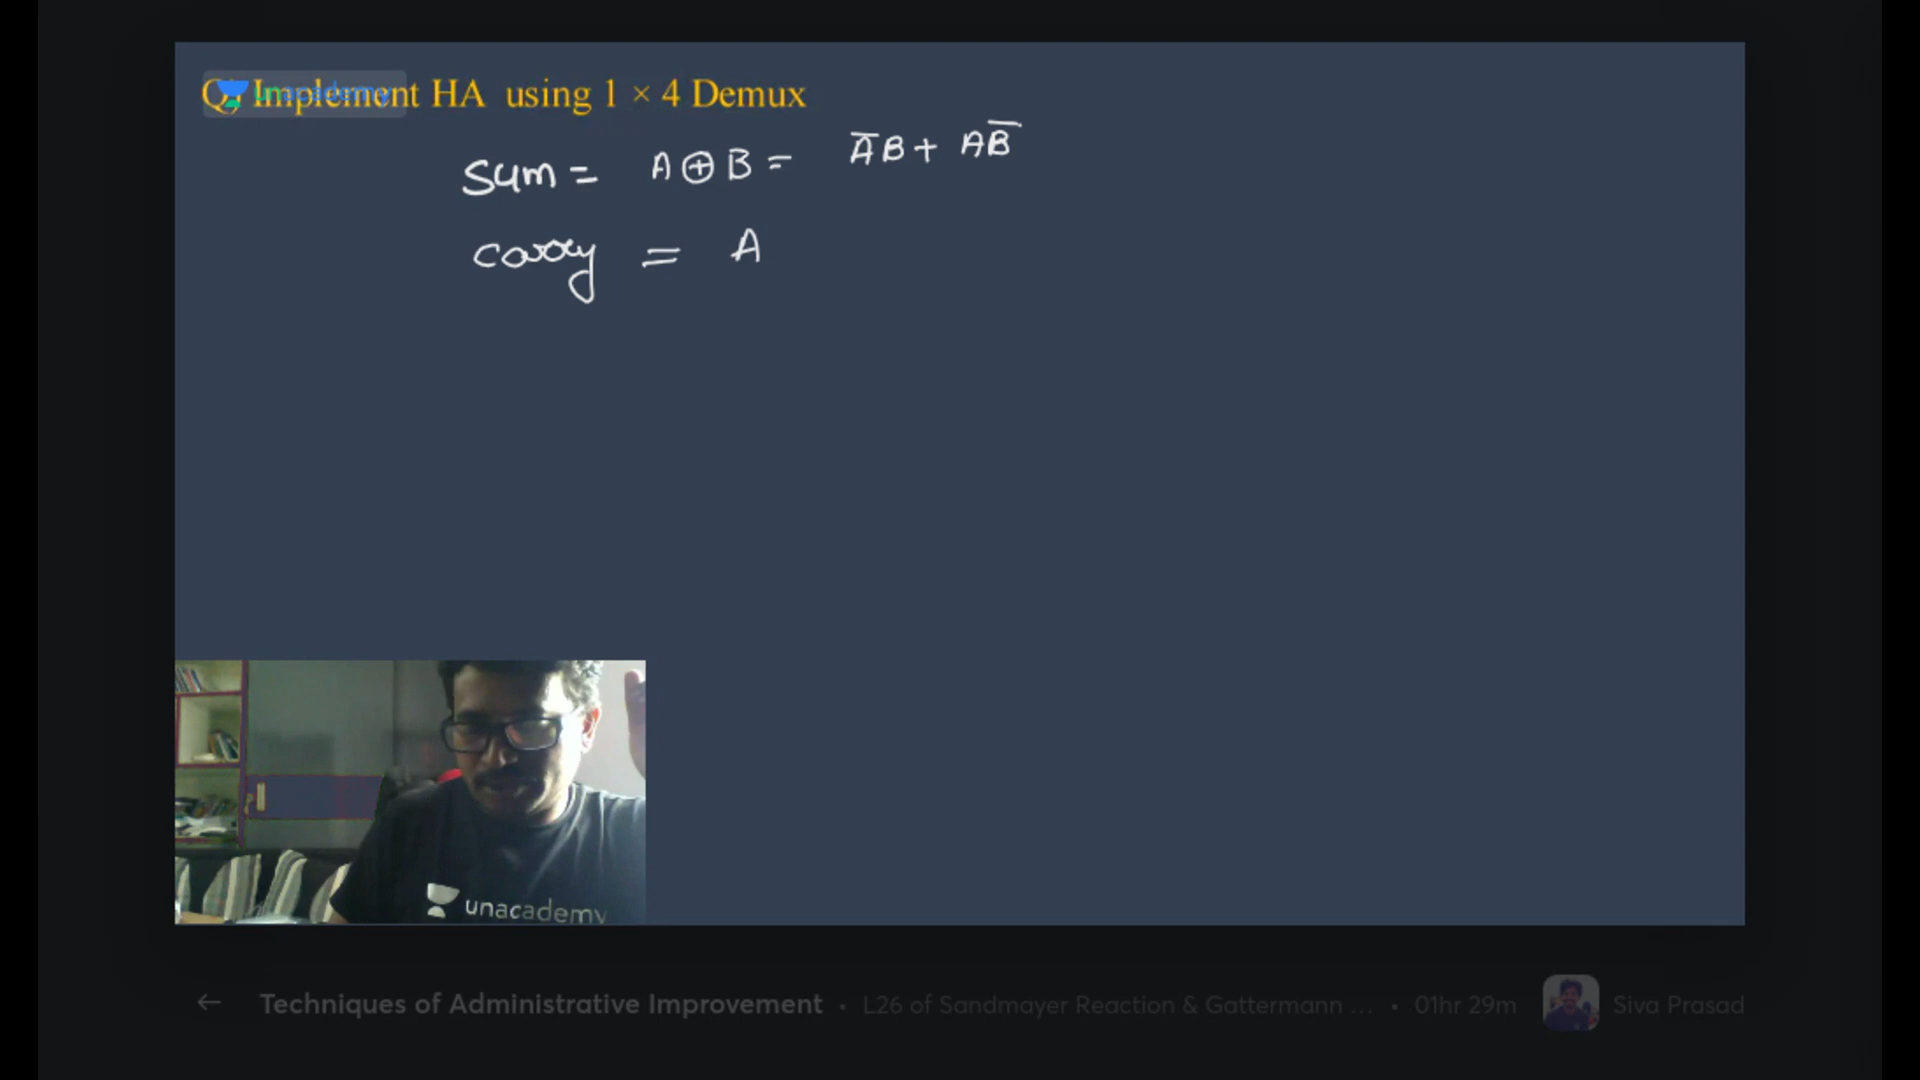 Q) Implement HA using 1 × 4 Demux
unacademy
Sum = A ⊕ B = A̅B + AB̅
carry = A
unacademy
Techniques of Administrative Improvement • L26 of Sandmayer Reaction & Gattermann ... • 01hr 29m Siva Prasad